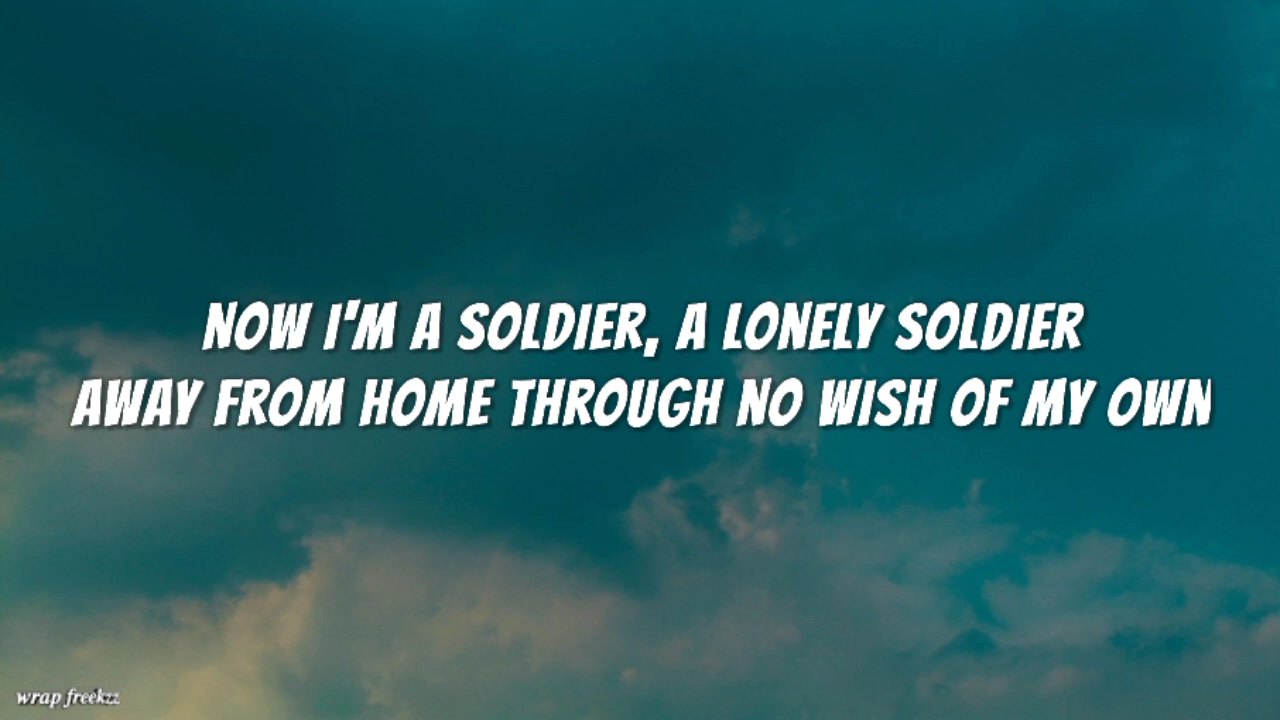 NOW I'M A SOLDIER, A LONELY SOLDIER
AWAY FROM HOME THROUGH NO WISH OF MY OWN
wrap freekzz